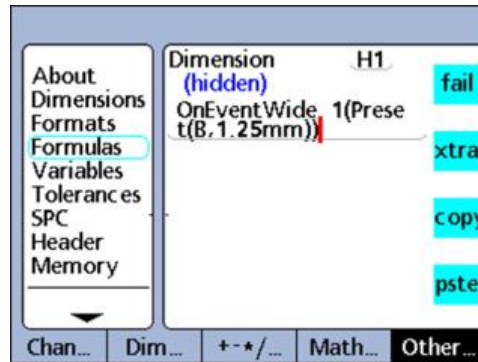 About
Dimensions
Formats
Formulas
Variables
Tolerances
SPC
Header
Memory
Dimension H1
(hidden)
OnEventWide 1(Prese
t(B,1.25mm))
fail
xtra
copy
pste
Chan... Dim... +-*/... Math... Other...